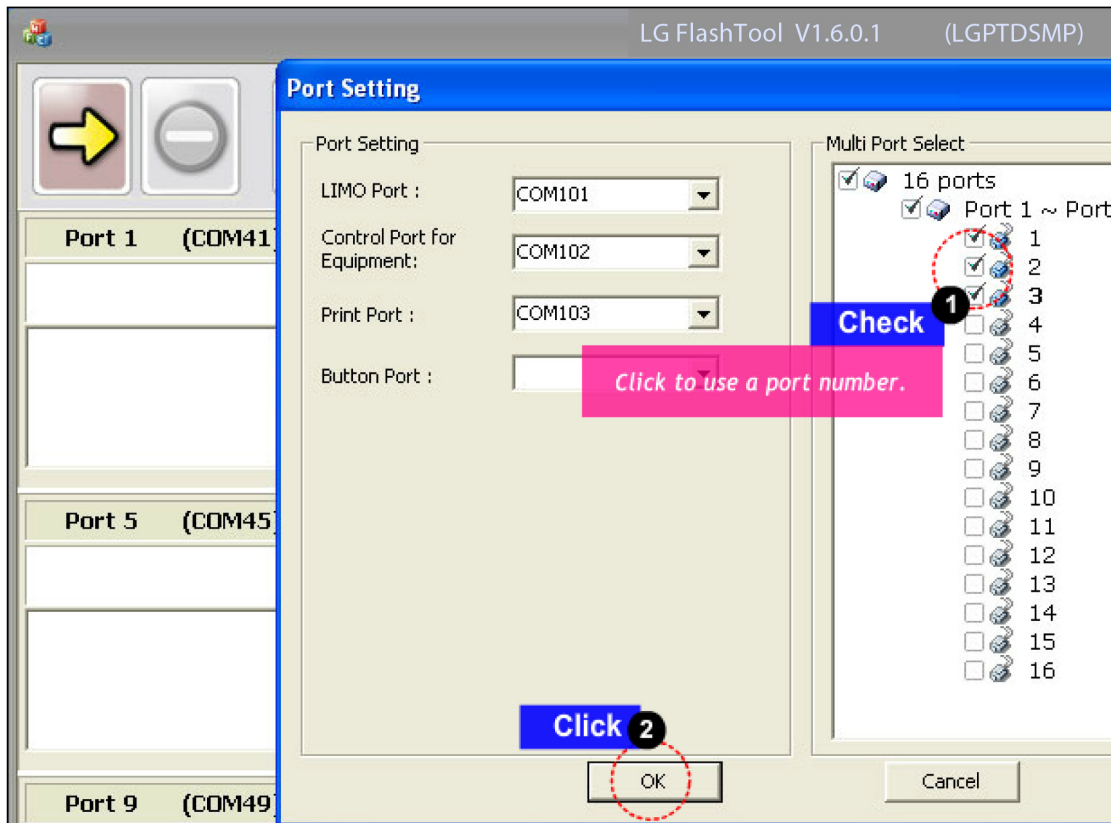 LG FlashTool V1.6.0.1 (LGPTDSMP)
Port Setting
Port Setting
LIMO Port :
COM101
Control Port for
Equipment:
COM102
Print Port :
COM103
Button Port :
Click to use a port number.
Multi Port Select
16 ports
Port 1 ~ Port
1
2
3
4
5
6
7
8
9
10
11
12
13
14
15
16
Check
1
Click
2
OK
Cancel
Port 1 (COM41)
Port 5 (COM45)
Port 9 (COM49)